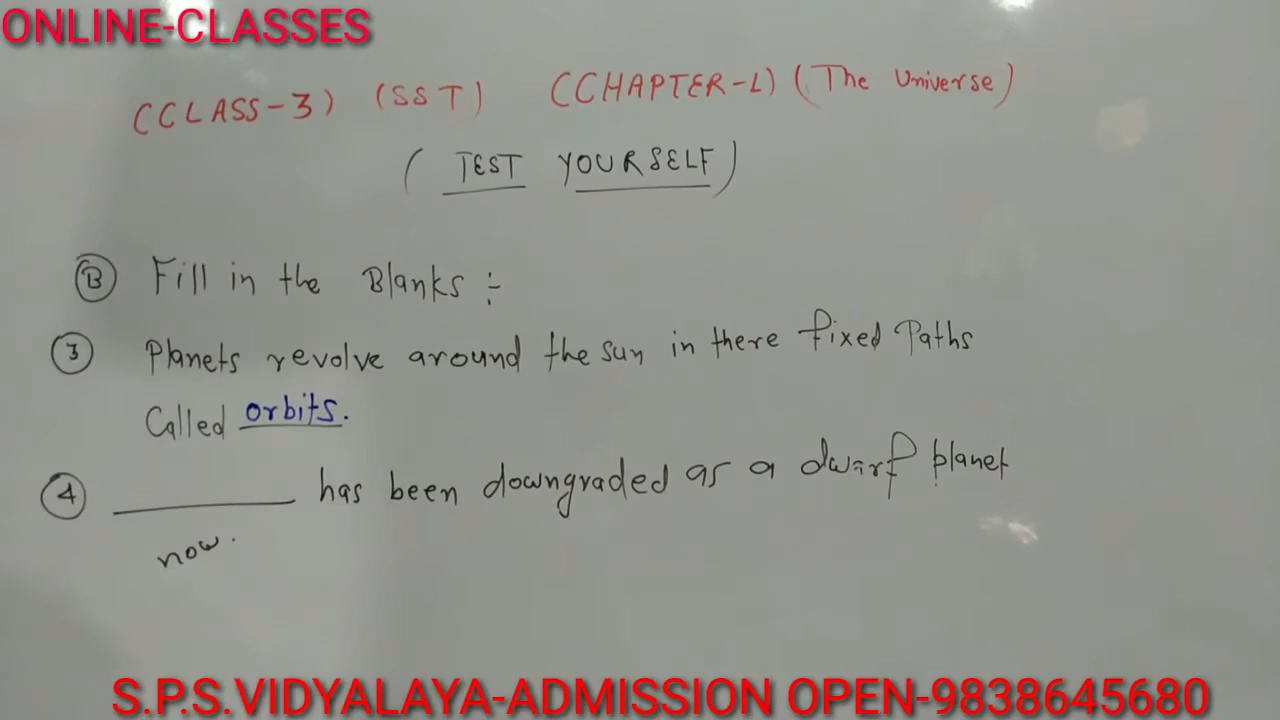 ONLINE-CLASSES
(CLASS-3) (SST) (CHAPTER-1) (The Universe)
(TEST YOURSELF)
(B) Fill in the Blanks :-
(3) Planets revolve around the sun in there fixed Paths
Called orbits.
(4) ________ has been downgraded as a dwarf planet
now.
S.P.S.VIDYALAYA-ADMISSION OPEN-9838645680